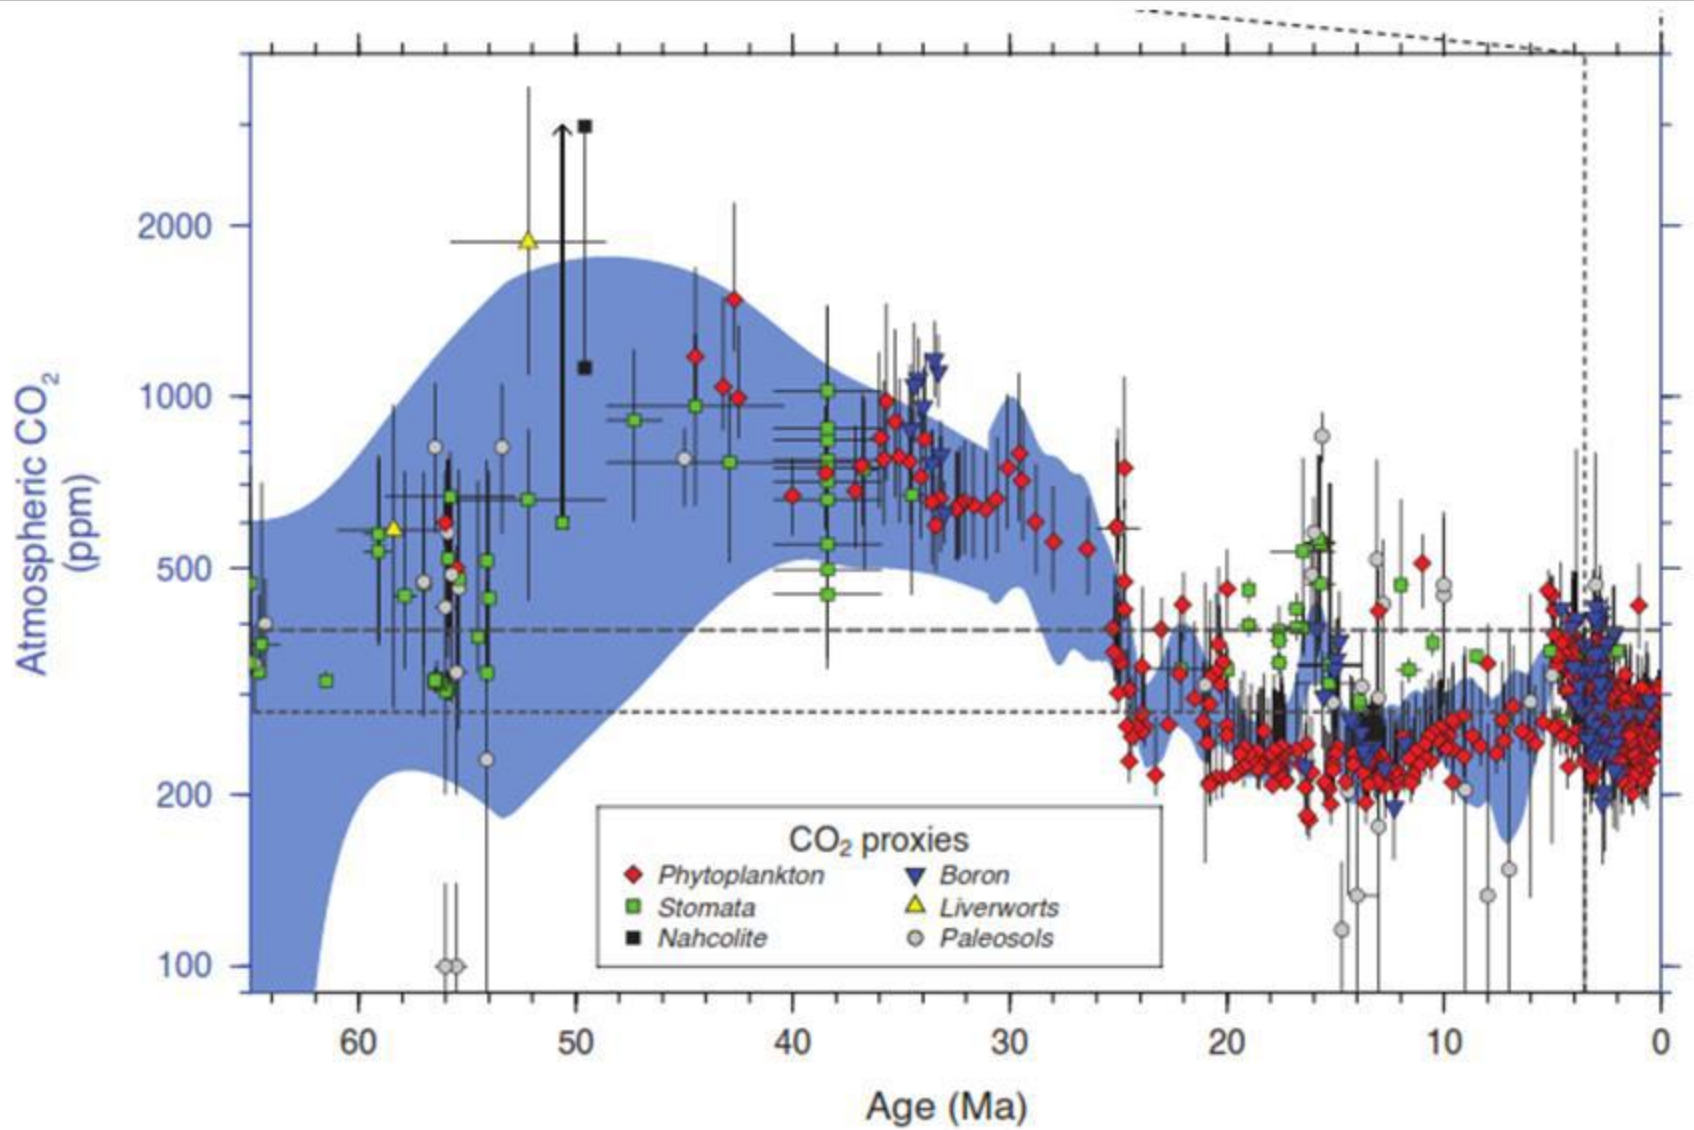 2000
1000
500
200
100
Atmospheric CO2
(ppm)
CO2 proxies
Phytoplankton
Boron
Stomata
Liverworts
Nahcolite
Paleosols
60 50 40 30 20 10 0
Age (Ma)